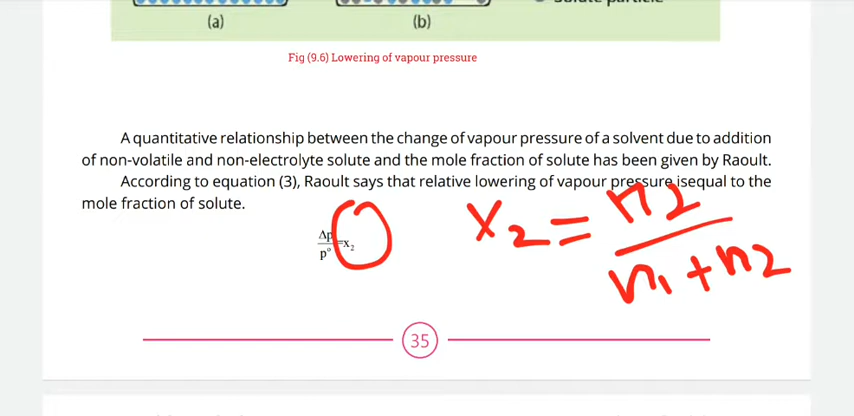 (a) (b)
Fig (9.6) Lowering of vapour pressure
A quantitative relationship between the change of vapour pressure of a solvent due to addition
of non-volatile and non-electrolyte solute and the mole fraction of solute has been given by Raoult.
According to equation (3), Raoult says that relative lowering of vapour pressure isequal to the
mole fraction of solute.
Δp/p° =x₂
x₂ = n₂/n₁+n₂
35